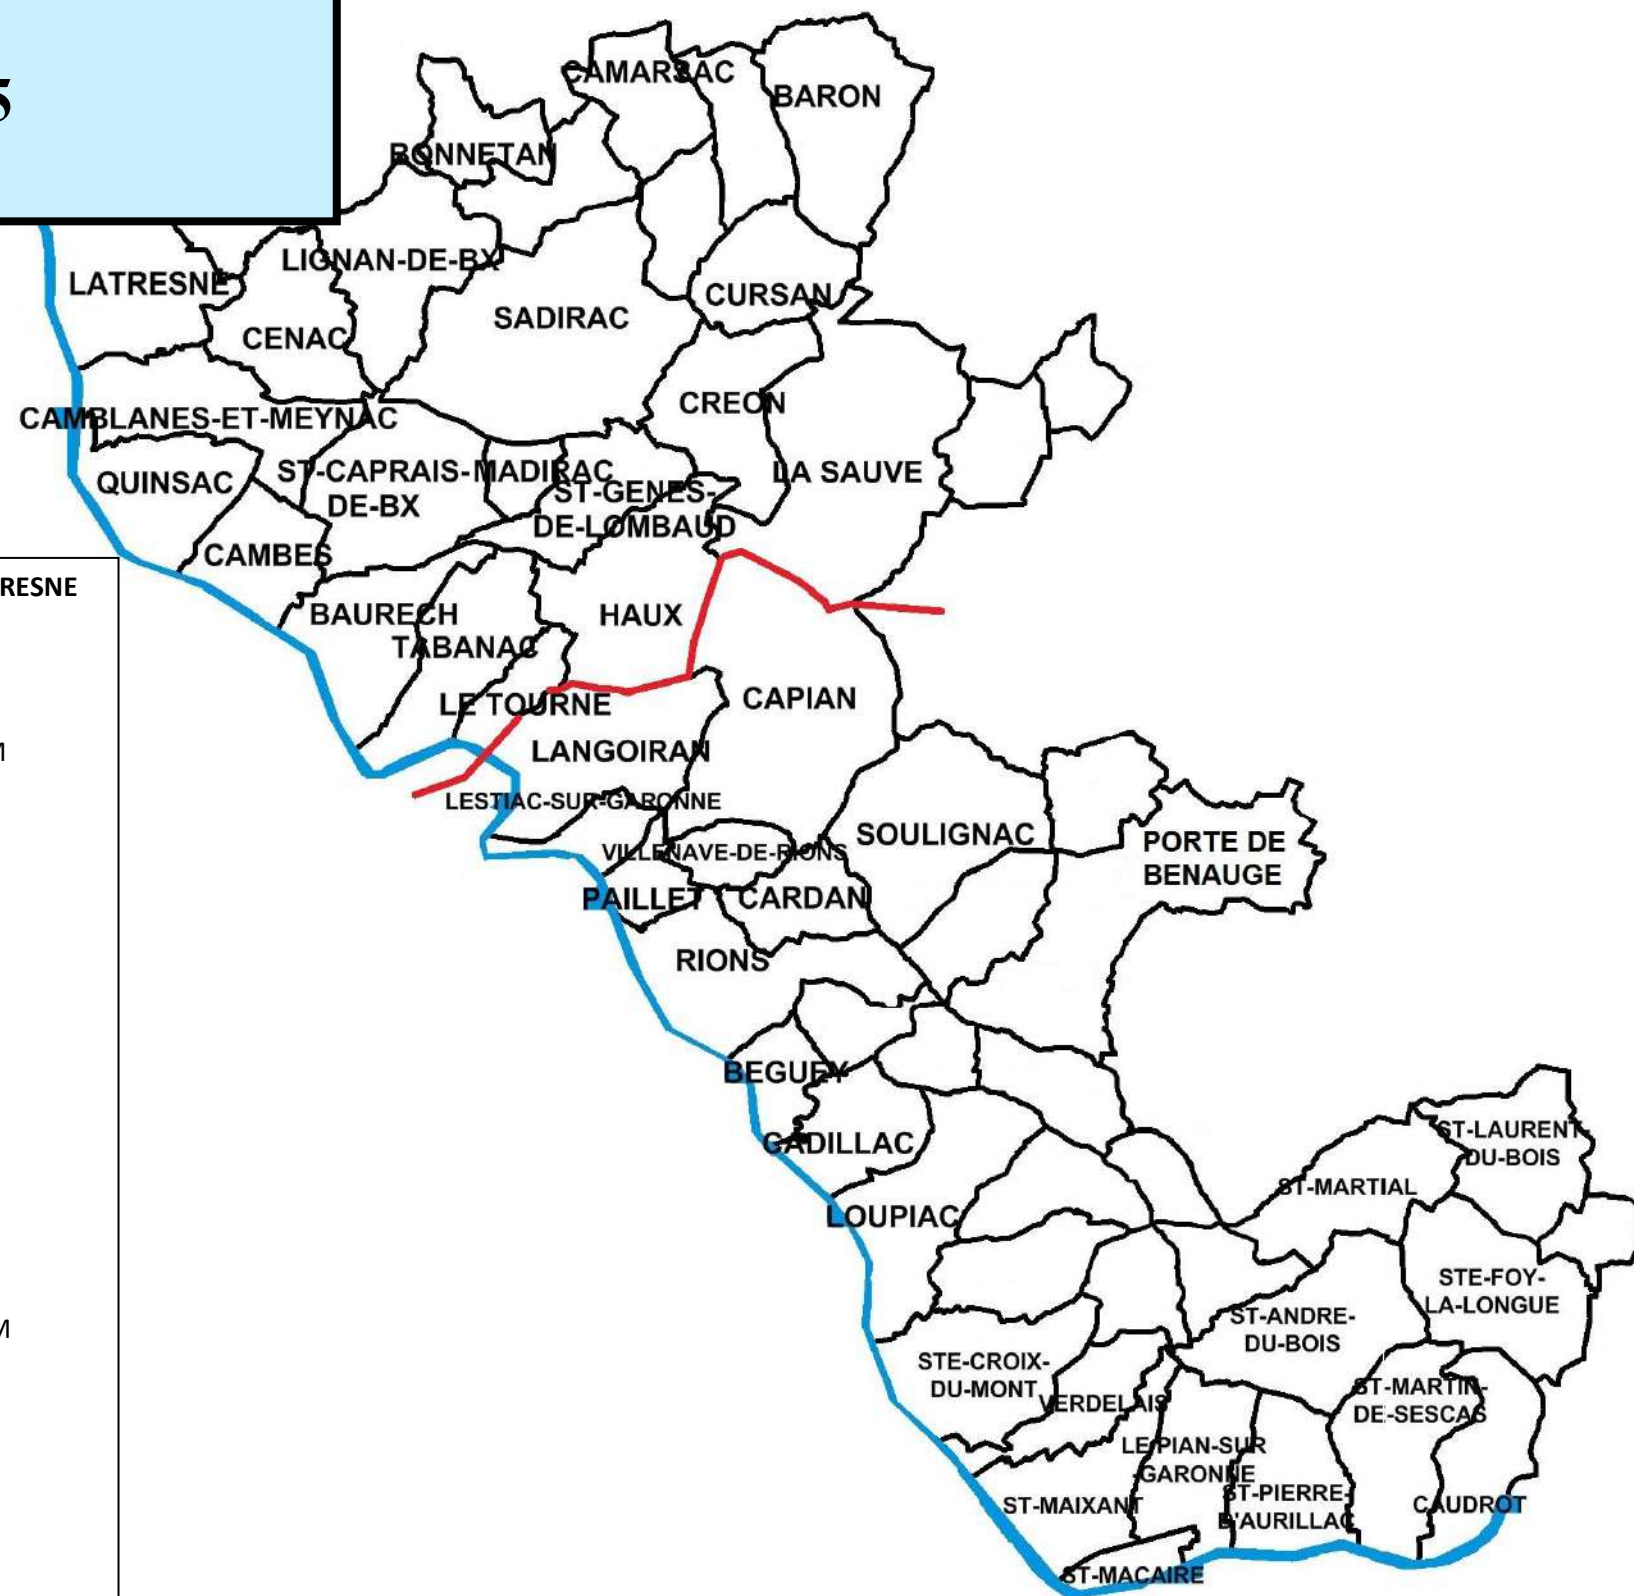 5
CAMARSAC
BARON
BONNETAN
LIGNAN-DE-BX
LATRESNE
CURSAN
SADIRAC
CENAC
CREON
CAMBLANES-ET-MEYNAC
ST-CAPRAIS-
DE-BX
MADIRAC
LA SAUVE
QUINSAC
ST-GENES-
DE-LOMBAUD
CAMBES
RESNE
BAURECH
HAUX
TABANAC
CAPIAN
LE TOURNE
LANGOIRAN
M
LESTIAC-SUR-GARONNE
SOULIGNAC
PORTE DE
BENAUGE
VILLENAVE-DE-RIONS
PAILLET
CARDAN
RIONS
BEGUEY
CADILLAC
ST-LAURENT-
DU-BOIS
ST-MARTIAL
LOUPIAC
STE-FOY-
LA-LONGUE
ST-ANDRE-
DU-BOIS
M
STE-CROIX-
DU-MONT
VERDELAIS
ST-MARTIN-
DE-SESCAS
LE PIAN-SUR
-GARONNE
ST-MAIXANT
ST-PIERRE-
D'AURILLAC
CAUDROT
ST-MACAIRE